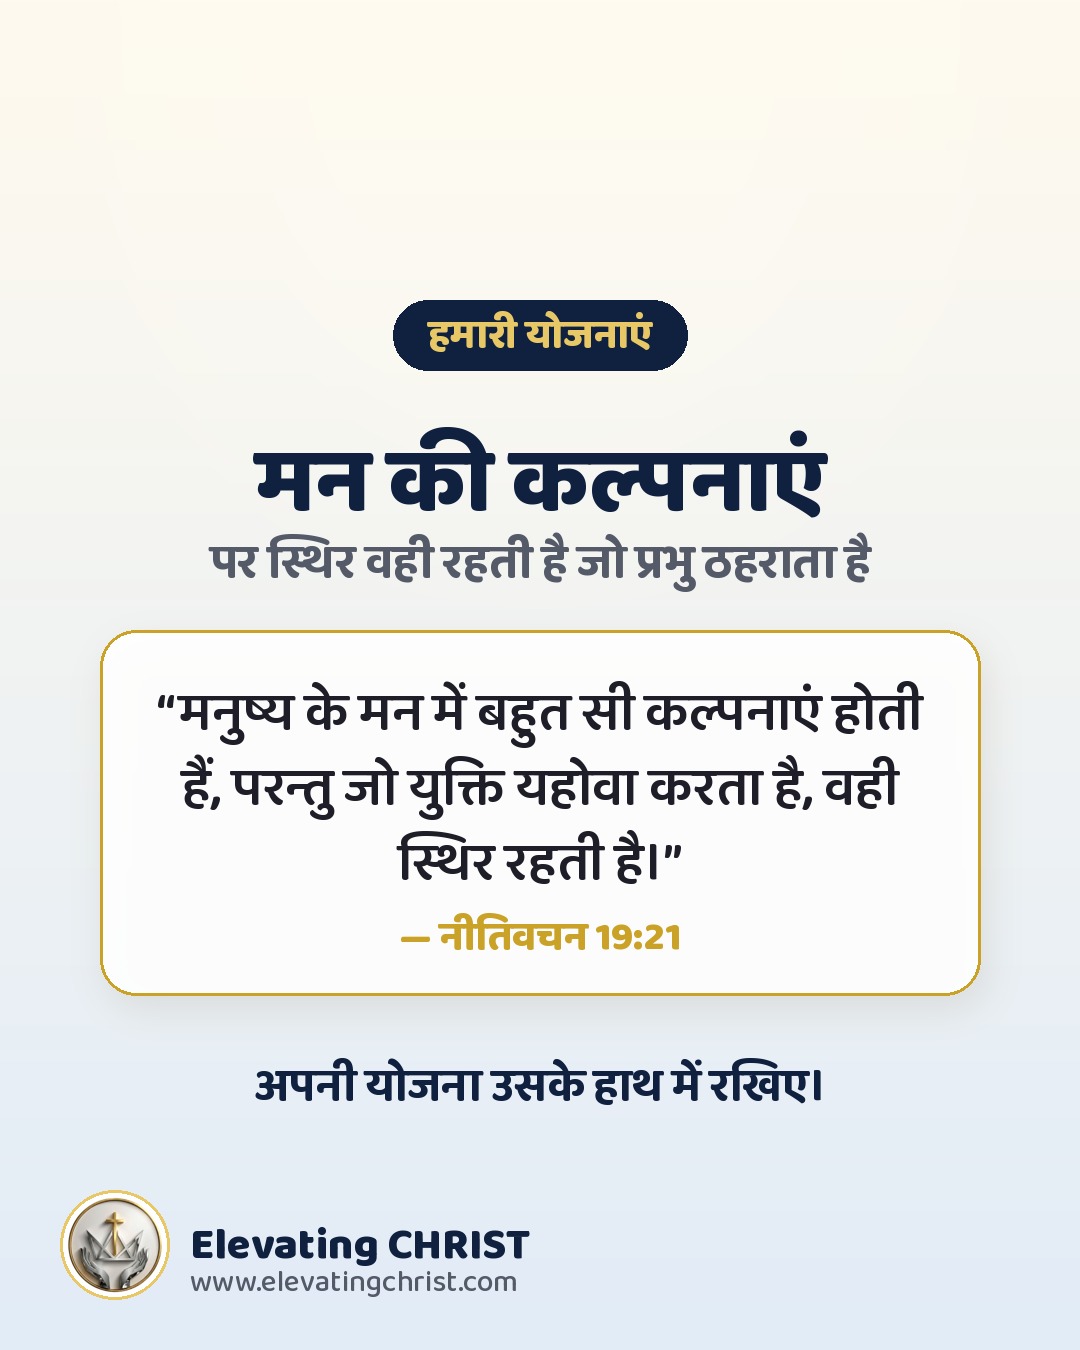 हमारी योजनाएं
मन की कल्पनाएं
पर स्थिर वही रहती है जो प्रभु ठहराता है
“मनुष्य के मन में बहुत सी कल्पनाएं होती
हैं, परन्तु जो युक्ति यहोवा करता है, वही
स्थिर रहती है।”
— नीतिवचन 19:21
अपनी योजना उसके हाथ में रखिए।
Elevating CHRIST
www.elevatingchrist.com